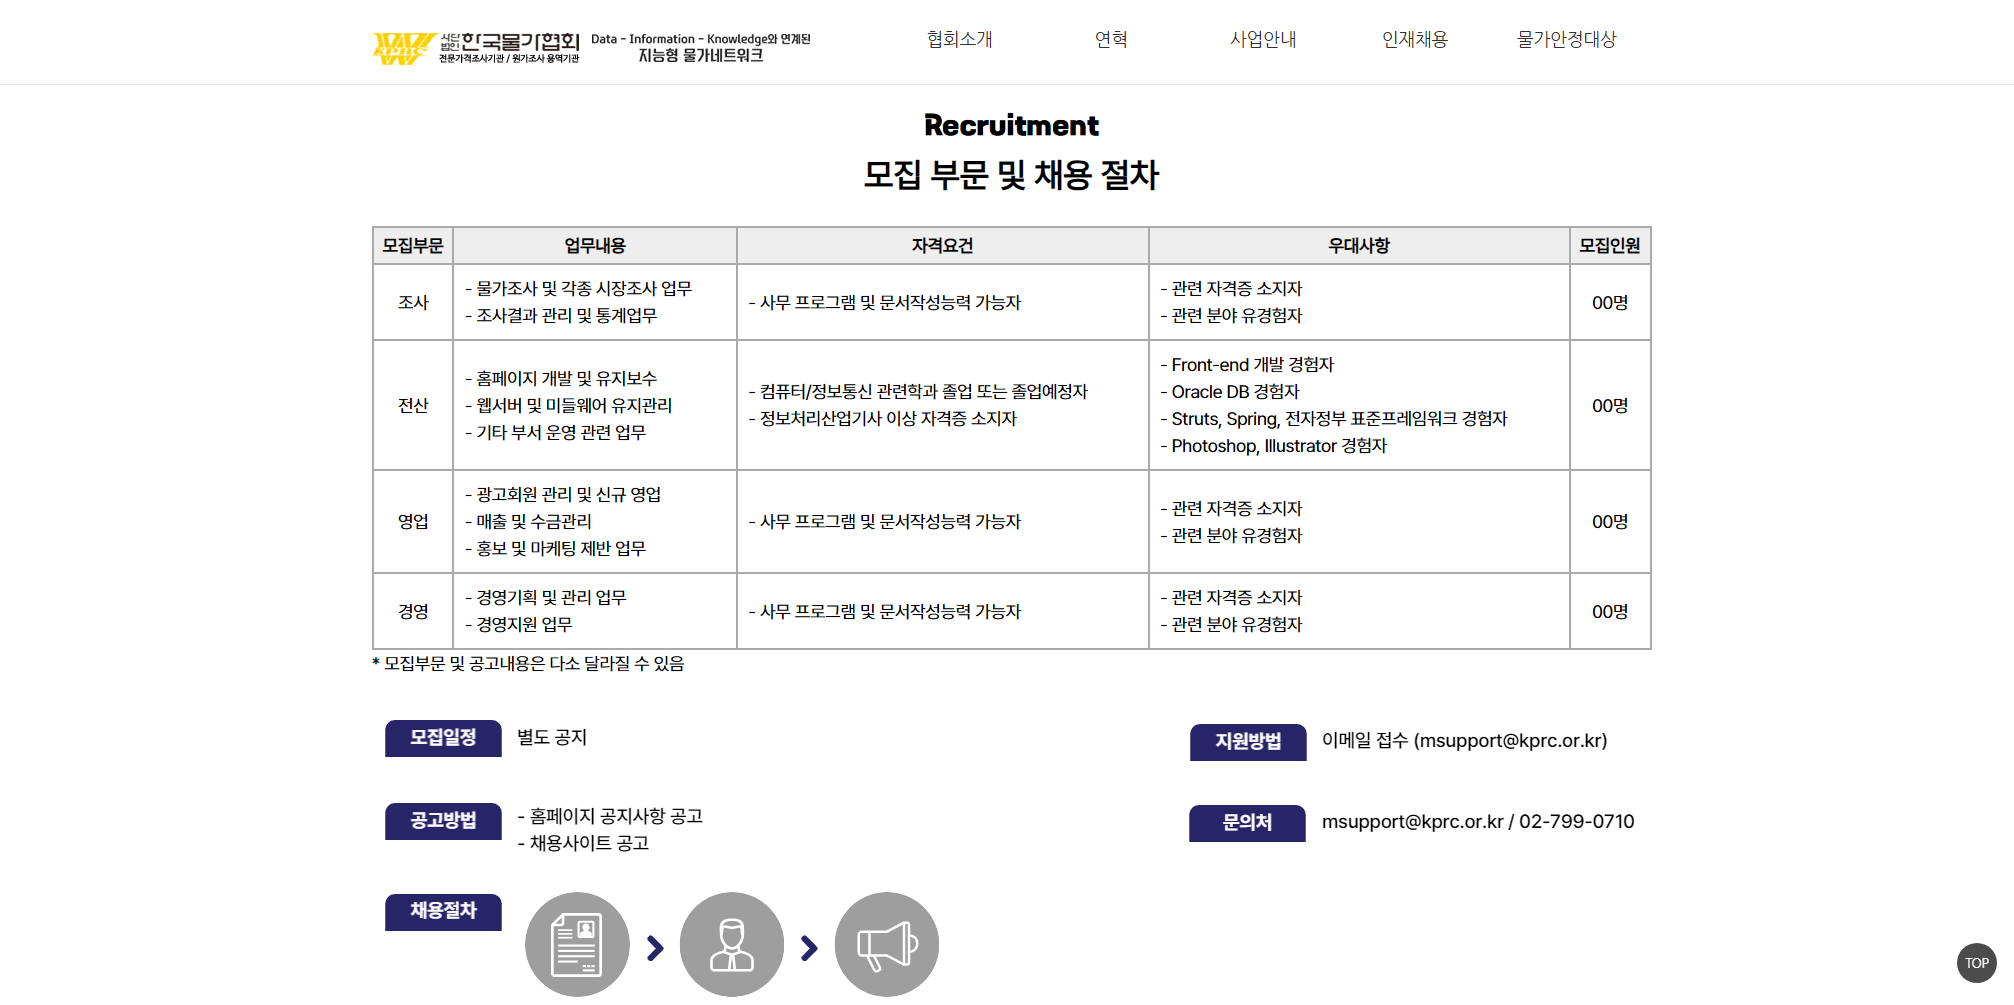 KPRC
사단법인 한국물가협회
전문가격조사기관 / 원가조사 용역기관
Data - Information - Knowledge와 연계된
지능형 물가네트워크
협회소개
연혁
사업안내
인재채용
물가안정대상
Recruitment
모집 부문 및 채용 절차
모집부문
업무내용
자격요건
우대사항
모집인원
조사
- 물가조사 및 각종 시장조사 업무
- 조사결과 관리 및 통계업무
- 사무 프로그램 및 문서작성능력 가능자
- 관련 자격증 소지자
- 관련 분야 유경험자
00명
전산
- 홈페이지 개발 및 유지보수
- 웹서버 및 미들웨어 유지관리
- 기타 부서 운영 관련 업무
- 컴퓨터/정보통신 관련학과 졸업 또는 졸업예정자
- 정보처리산업기사 이상 자격증 소지자
- Front-end 개발 경험자
- Oracle DB 경험자
- Struts, Spring, 전자정부 표준프레임워크 경험자
- Photoshop, Illustrator 경험자
00명
영업
- 광고회원 관리 및 신규 영업
- 매출 및 수금관리
- 홍보 및 마케팅 제반 업무
- 사무 프로그램 및 문서작성능력 가능자
- 관련 자격증 소지자
- 관련 분야 유경험자
00명
경영
- 경영기획 및 관리 업무
- 경영지원 업무
- 사무 프로그램 및 문서작성능력 가능자
- 관련 자격증 소지자
- 관련 분야 유경험자
00명
* 모집부문 및 공고내용은 다소 달라질 수 있음
모집일정
별도 공지
지원방법
이메일 접수 (msupport@kprc.or.kr)
공고방법
- 홈페이지 공지사항 공고
- 채용사이트 공고
문의처
msupport@kprc.or.kr / 02-799-0710
채용절차
TOP